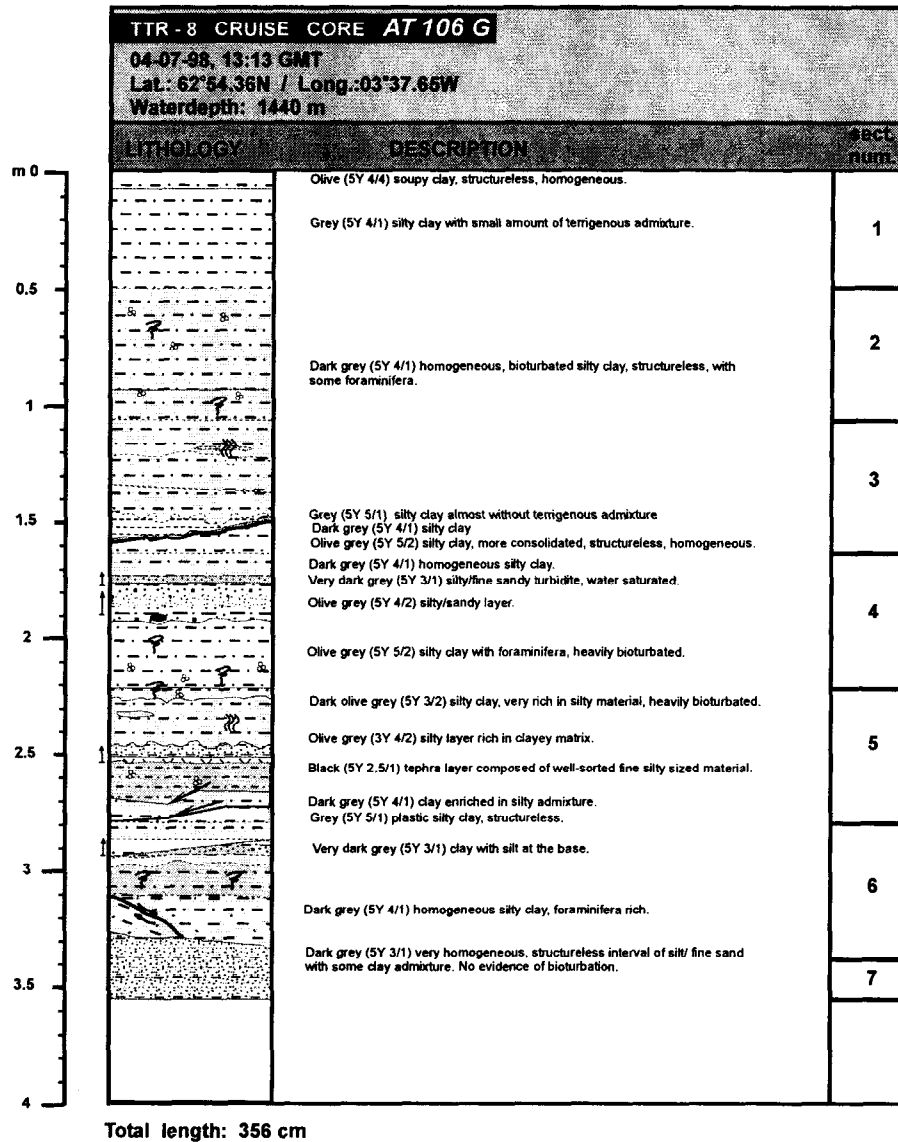 TTR - 8 CRUISE CORE AT 106 G
04-07-98, 13:13 GMT
Lat.: 62°54.36N / Long.:03°37.65W
Waterdepth: 1440 m
LITHOLOGY DESCRIPTION sect. num.
m 0
Olive (5Y 4/4) soupy clay, structureless, homogeneous.
Grey (5Y 4/1) silty clay with small amount of terrigenous admixture.
1
0.5
2
Dark grey (5Y 4/1) homogeneous, bioturbated silty clay, structureless, with
some foraminifera.
1
3
Grey (5Y 5/1) silty clay almost without terrigenous admixture
1.5
Dark grey (5Y 4/1) silty clay
Olive grey (5Y 5/2) silty clay, more consolidated, structureless, homogeneous.
Dark grey (5Y 4/1) homogeneous silty clay.
Very dark grey (5Y 3/1) silty/fine sandy turbidite, water saturated.
Olive grey (5Y 4/2) silty/sandy layer.
4
2
Olive grey (5Y 5/2) silty clay with foraminifera, heavily bioturbated.
Dark olive grey (5Y 3/2) silty clay, very rich in silty material, heavily bioturbated.
Olive grey (3Y 4/2) silty layer rich in clayey matrix.
5
2.5
Black (5Y 2.5/1) tephra layer composed of well-sorted fine silty sized material.
Dark grey (5Y 4/1) clay enriched in silty admixture.
Grey (5Y 5/1) plastic silty clay, structureless.
Very dark grey (5Y 3/1) clay with silt at the base.
3
6
Dark grey (5Y 4/1) homogeneous silty clay, foraminifera rich.
Dark grey (5Y 3/1) very homogeneous, structureless interval of silt/ fine sand
with some clay admixture. No evidence of bioturbation.
7
3.5
4
Total length: 356 cm